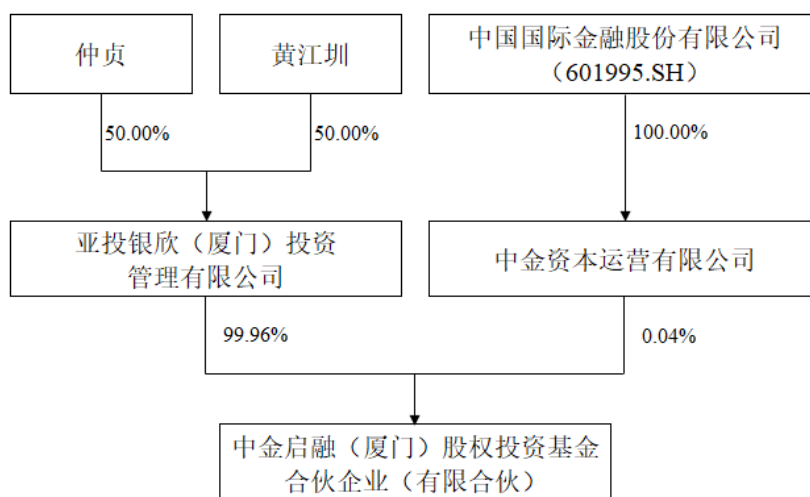 仲贞
黄江圳
中国国际金融股份有限公司
（601995.SH）
50.00%
50.00%
100.00%
亚投银欣（厦门）投资
管理有限公司
中金资本运营有限公司
99.96%
0.04%
中金启融（厦门）股权投资基金
合伙企业（有限合伙）